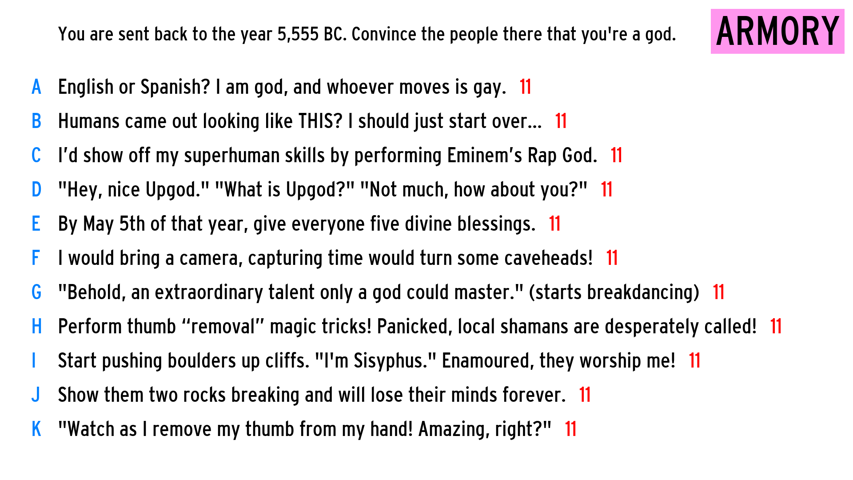 You are sent back to the year 5,555 BC. Convince the people there that you're a god.
ARMORY
A English or Spanish? I am god, and whoever moves is gay. 11
B Humans came out looking like THIS? I should just start over... 11
C I'd show off my superhuman skills by performing Eminem's Rap God. 11
D "Hey, nice Upgod." "What is Upgod?" "Not much, how about you?" 11
E By May 5th of that year, give everyone five divine blessings. 11
F I would bring a camera, capturing time would turn some caveheads! 11
G "Behold, an extraordinary talent only a god could master." (starts breakdancing) 11
H Perform thumb “removal” magic tricks! Panicked, local shamans are desperately called! 11
I Start pushing boulders up cliffs. "I'm Sisyphus." Enamoured, they worship me! 11
J Show them two rocks breaking and will lose their minds forever. 11
K "Watch as I remove my thumb from my hand! Amazing, right?" 11